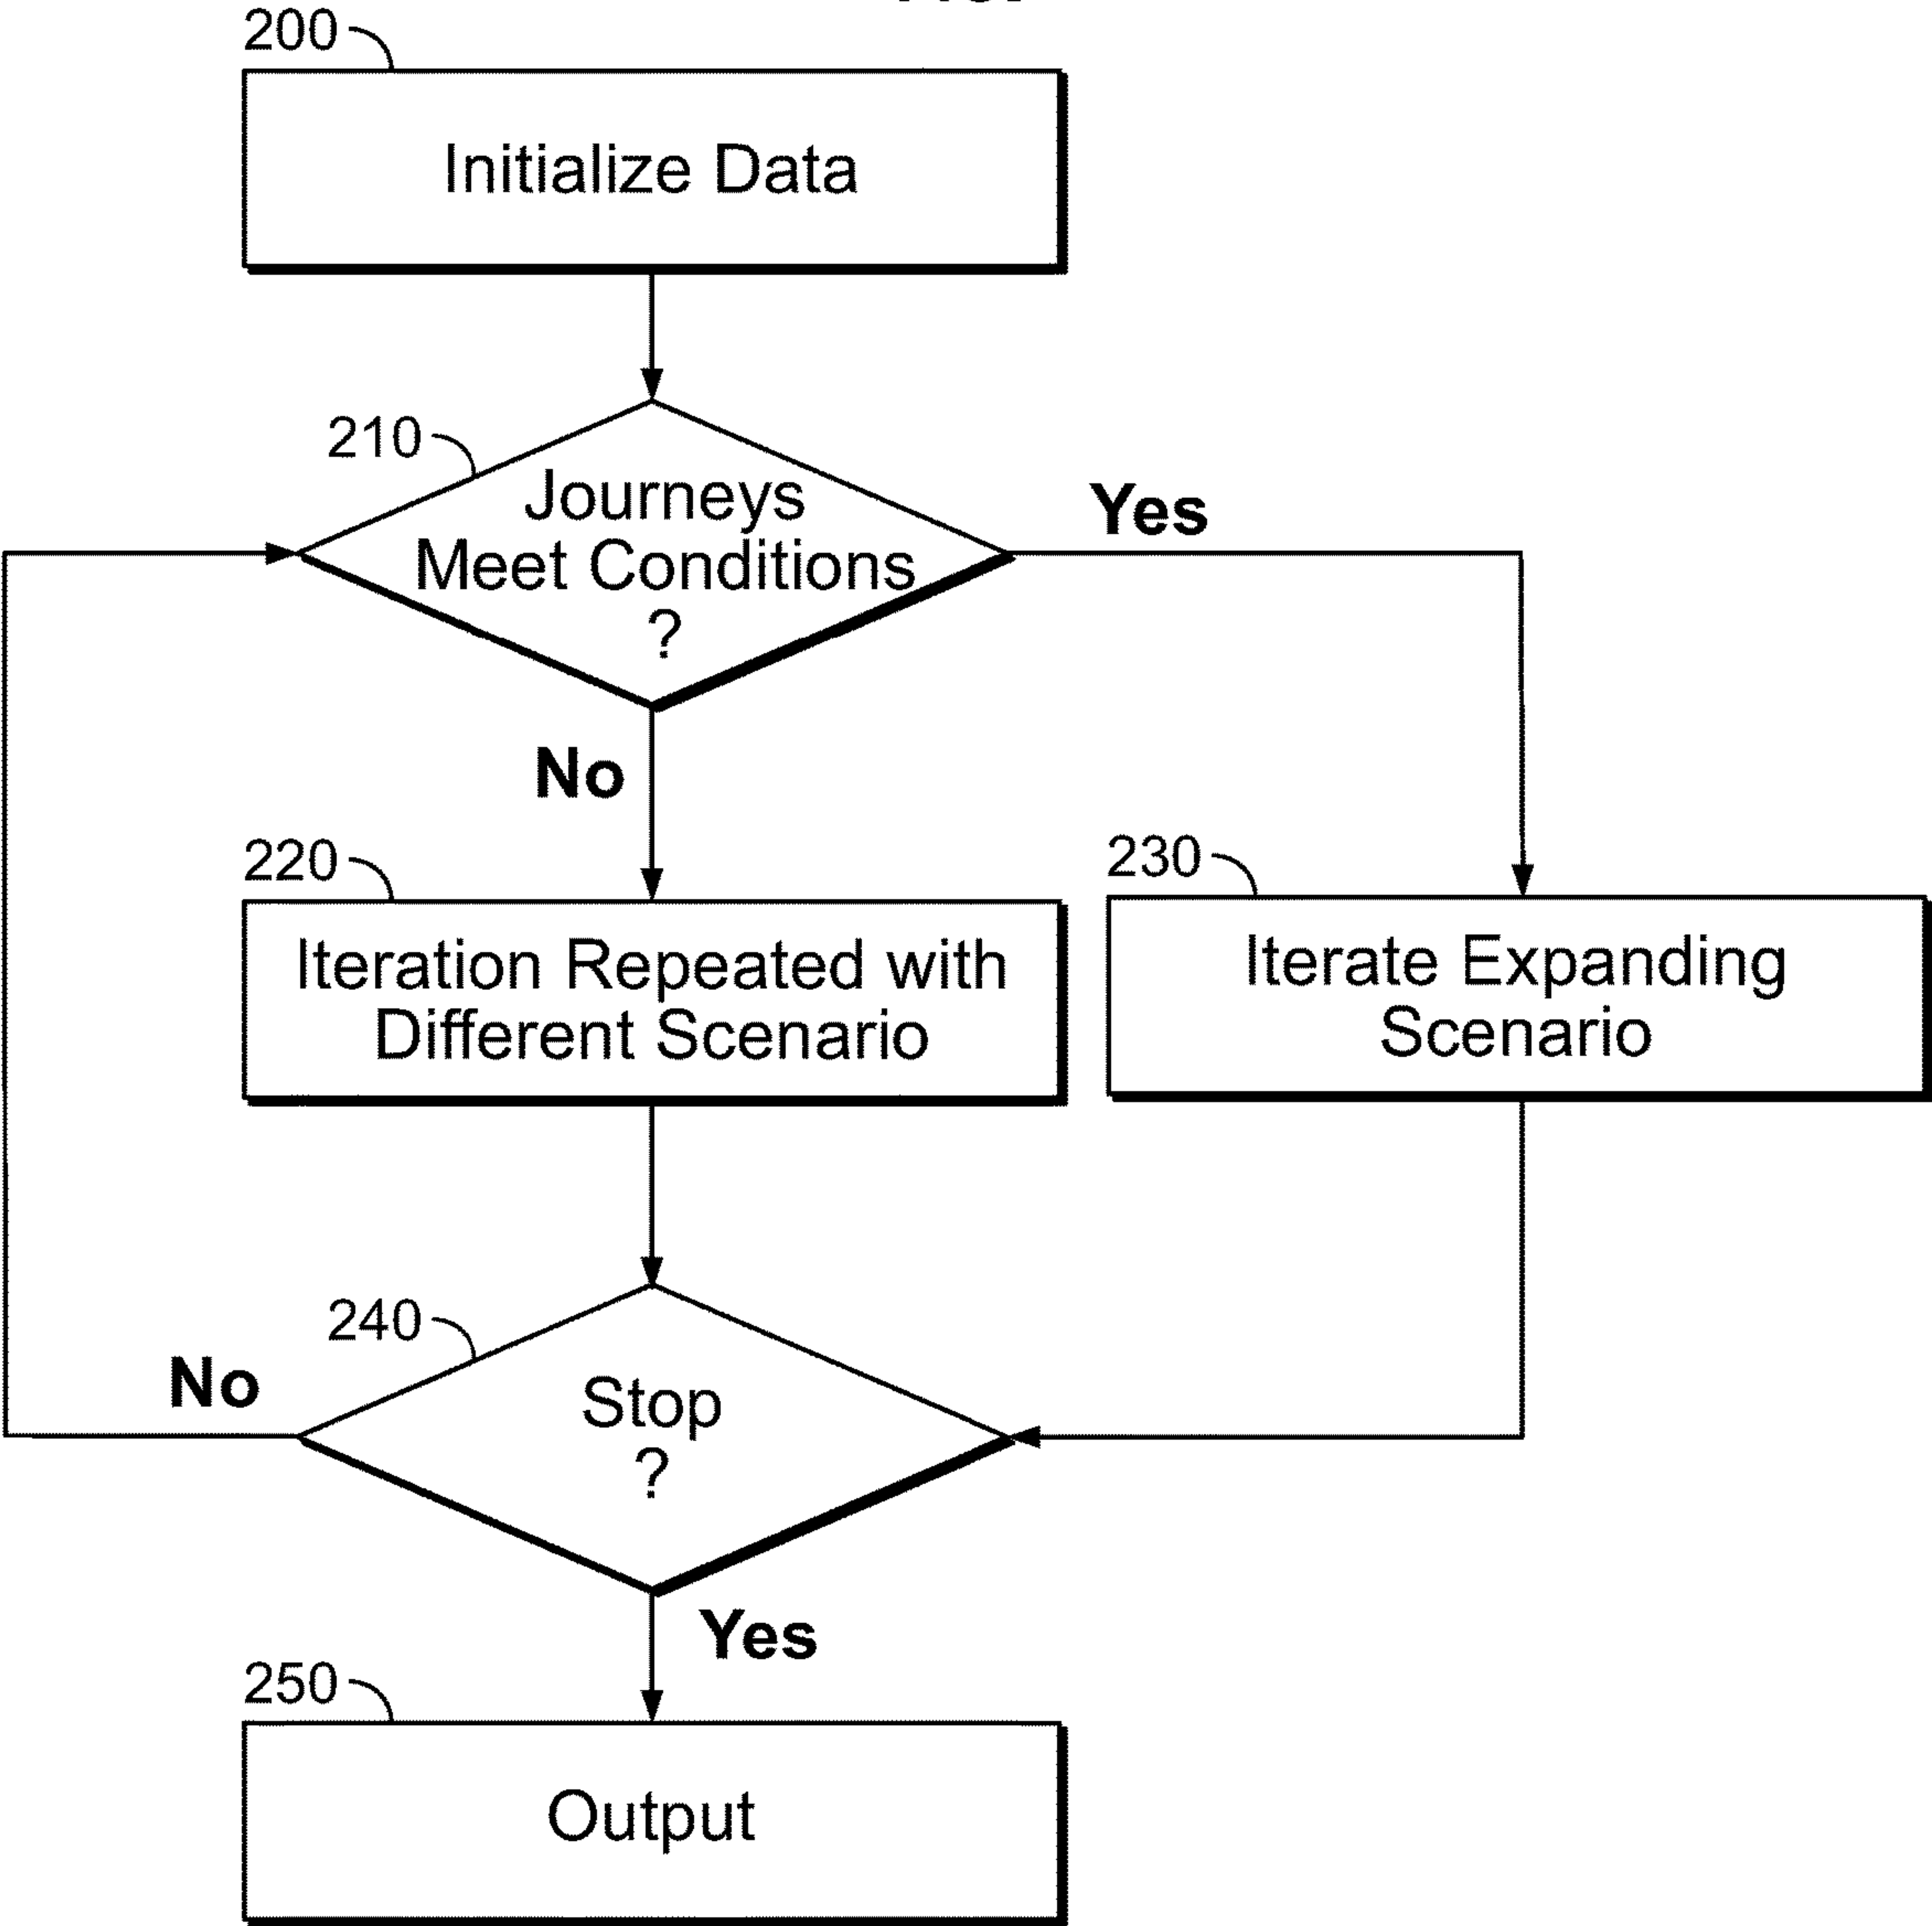 200
Initialize Data
210
Journeys
Meet Conditions
?
Yes
No
220
Iteration Repeated with
Different Scenario
230
Iterate Expanding
Scenario
240
Stop
?
No
Yes
250
Output